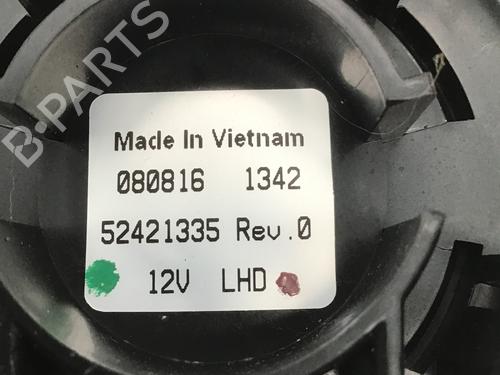 B-PARTS
Made In Vietnam
080816 1342
52421335 Rev.0
12V LHD